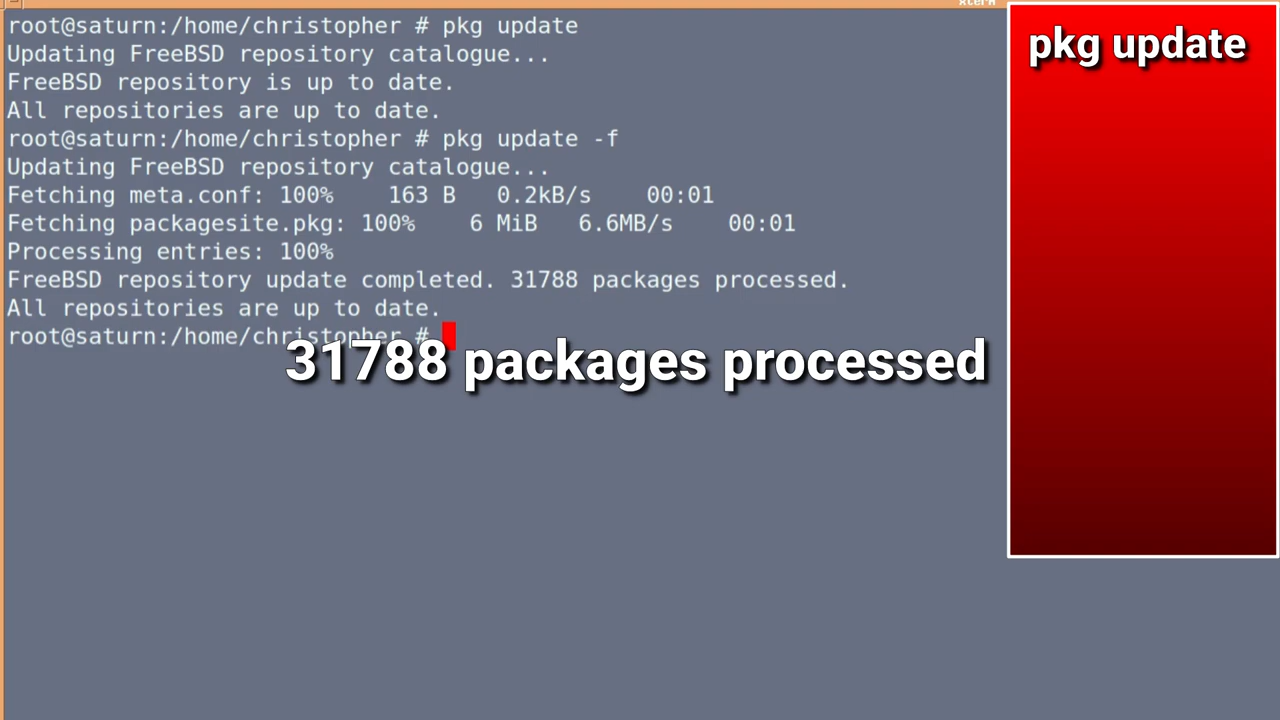 XTerm
root@saturn:/home/christopher # pkg update
Updating FreeBSD repository catalogue...
FreeBSD repository is up to date.
All repositories are up to date.
root@saturn:/home/christopher # pkg update -f
Updating FreeBSD repository catalogue...
Fetching meta.conf: 100%    163 B   0.2kB/s    00:01
Fetching packagesite.pkg: 100%    6 MiB   6.6MB/s    00:01
Processing entries: 100%
FreeBSD repository update completed. 31788 packages processed.
All repositories are up to date.
root@saturn:/home/christopher #
31788 packages processed
pkg update